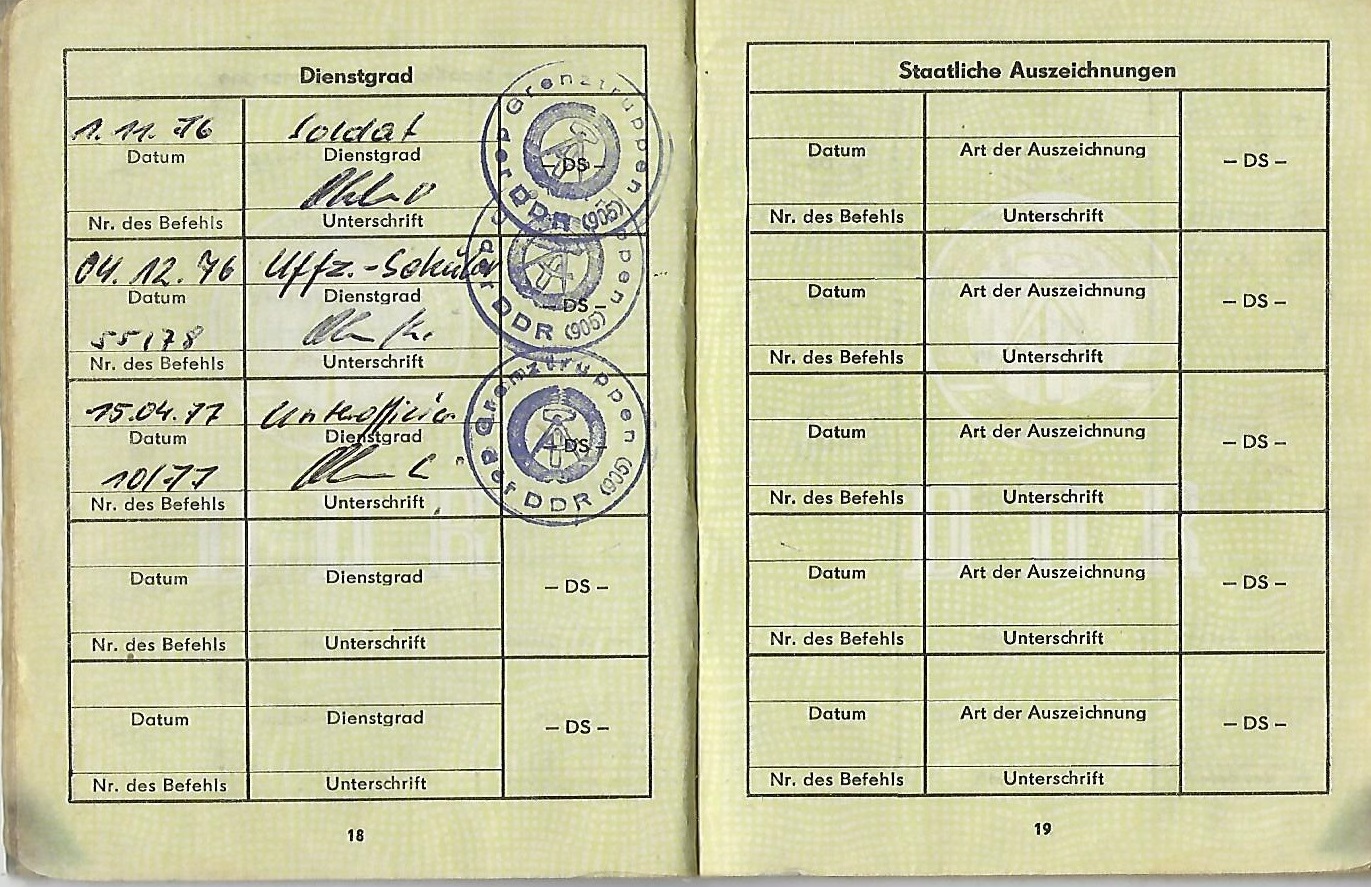 Dienstgrad
1.11.76 Soldat
Datum Dienstgrad – DS –
Nr. des Befehls Unterschrift
Grenztruppen der DDR (905)
04.12.76 Uffz.-Schüler
Datum Dienstgrad – DS –
55/78
Nr. des Befehls Unterschrift
Grenztruppen der DDR (905)
15.04.77 Unteroffizier
Datum Dienstgrad – DS –
10/77
Nr. des Befehls Unterschrift
Grenztruppen der DDR (905)
Datum Dienstgrad – DS –
Nr. des Befehls Unterschrift
Datum Dienstgrad – DS –
Nr. des Befehls Unterschrift
DDR
18
Staatliche Auszeichnungen
Datum Art der Auszeichnung – DS –
Nr. des Befehls Unterschrift
Datum Art der Auszeichnung – DS –
Nr. des Befehls Unterschrift
Datum Art der Auszeichnung – DS –
Nr. des Befehls Unterschrift
Datum Art der Auszeichnung – DS –
Nr. des Befehls Unterschrift
Datum Art der Auszeichnung – DS –
Nr. des Befehls Unterschrift
DDR
19